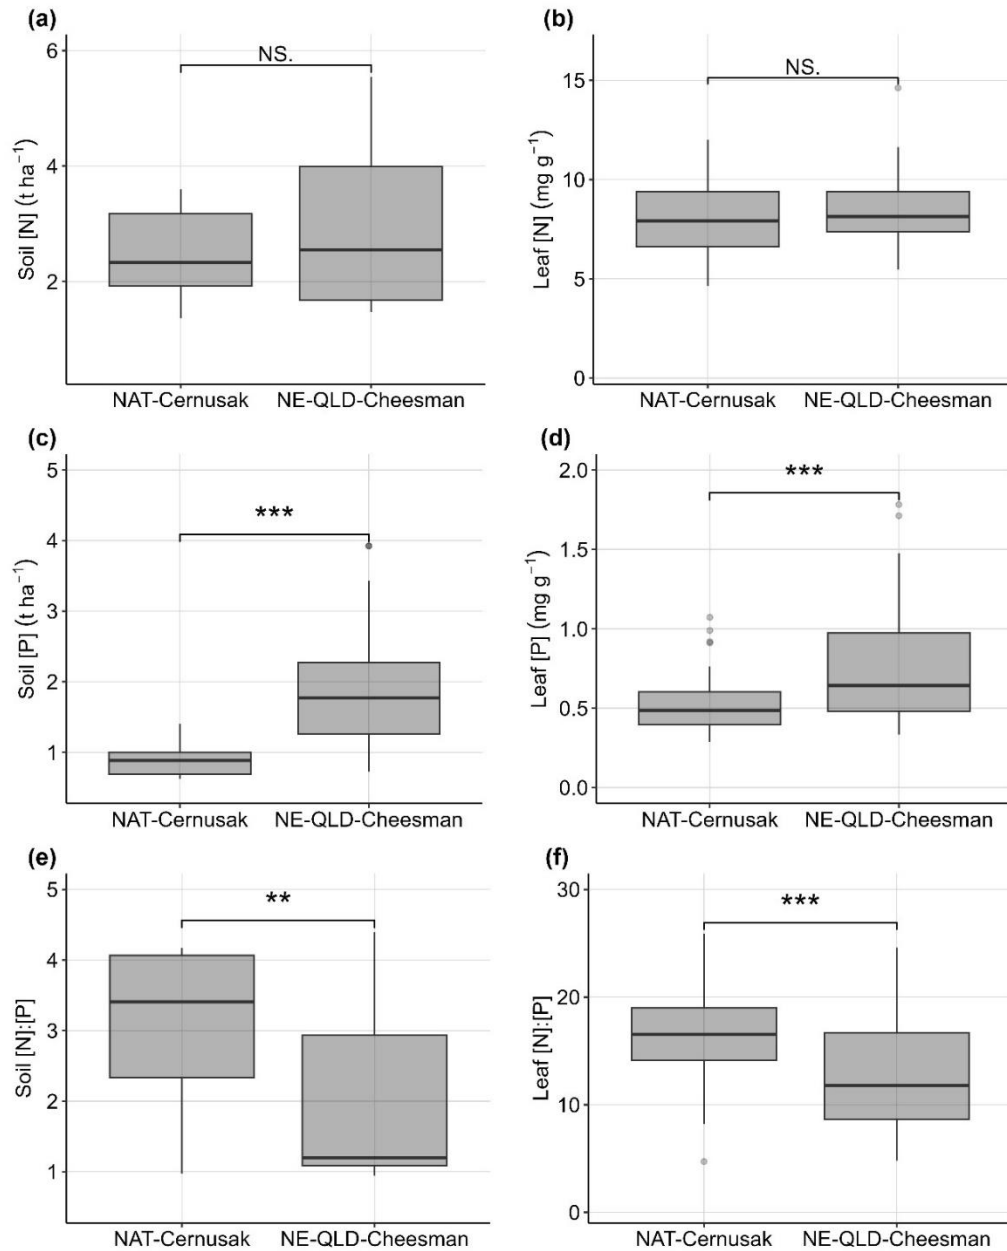 (a)
6
4
2
Soil [N] (t ha⁻¹)
NS.
NAT-Cernusak NE-QLD-Cheesman
(b)
15
10
5
0
Leaf [N] (mg g⁻¹)
NS.
NAT-Cernusak NE-QLD-Cheesman
(c)
5
4
3
2
1
Soil [P] (t ha⁻¹)
***
NAT-Cernusak NE-QLD-Cheesman
(d)
2.0
1.5
1.0
0.5
0.0
Leaf [P] (mg g⁻¹)
***
NAT-Cernusak NE-QLD-Cheesman
(e)
5
4
3
2
1
Soil [N]:[P]
**
NAT-Cernusak NE-QLD-Cheesman
(f)
30
20
10
0
Leaf [N]:[P]
***
NAT-Cernusak NE-QLD-Cheesman